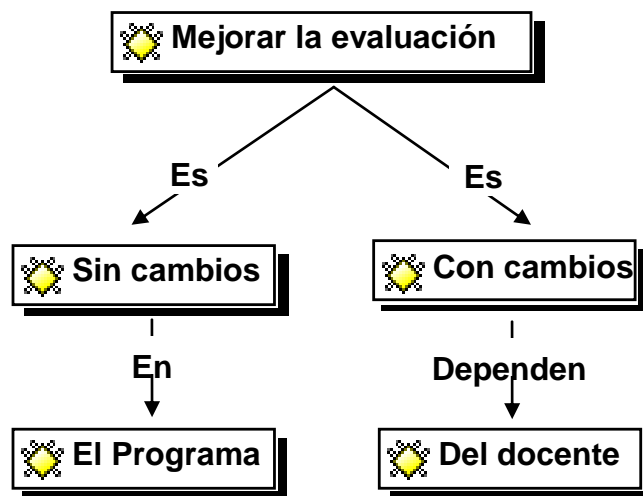 Mejorar la evaluación
Es
Es
Sin cambios
Con cambios
En
Dependen
El Programa
Del docente